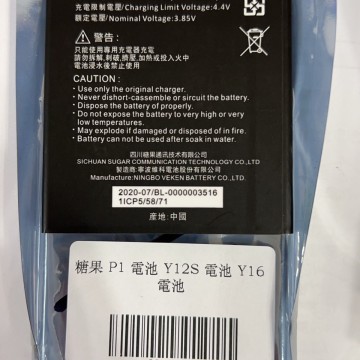 充電限制電壓/Charging Limit Voltage:4.4V
額定電壓/Nominal Voltage:3.85V
注意:
只能使用專用充電器充電
請勿拆解,刺破,擠壓,加熱或投入火中
電池浸水後禁止使用
CAUTION :
• Use only the original charger.
• Never dishort-cassemble or sircuit the battery.
• Dispose the battery of properly.
• Do not expose the battery to very high or very
low temperatures.
• May explode if damaged or disposed of in fire.
• Battery can not be used after soak in water.
四川糖果通訊技術有限公司
SICHUAN SUGAR COMMUNICATION TECHNOLOGY CO.,LTD
製造商:寧波維科電池股份有限公司
Manufacture:NINGBO VEKEN BATTERY CO.,LTD.
2020-07/BL-0000003516
1ICP5/58/71
產地:中國
糖果 P1 電池 Y12S 電池 Y16
電池